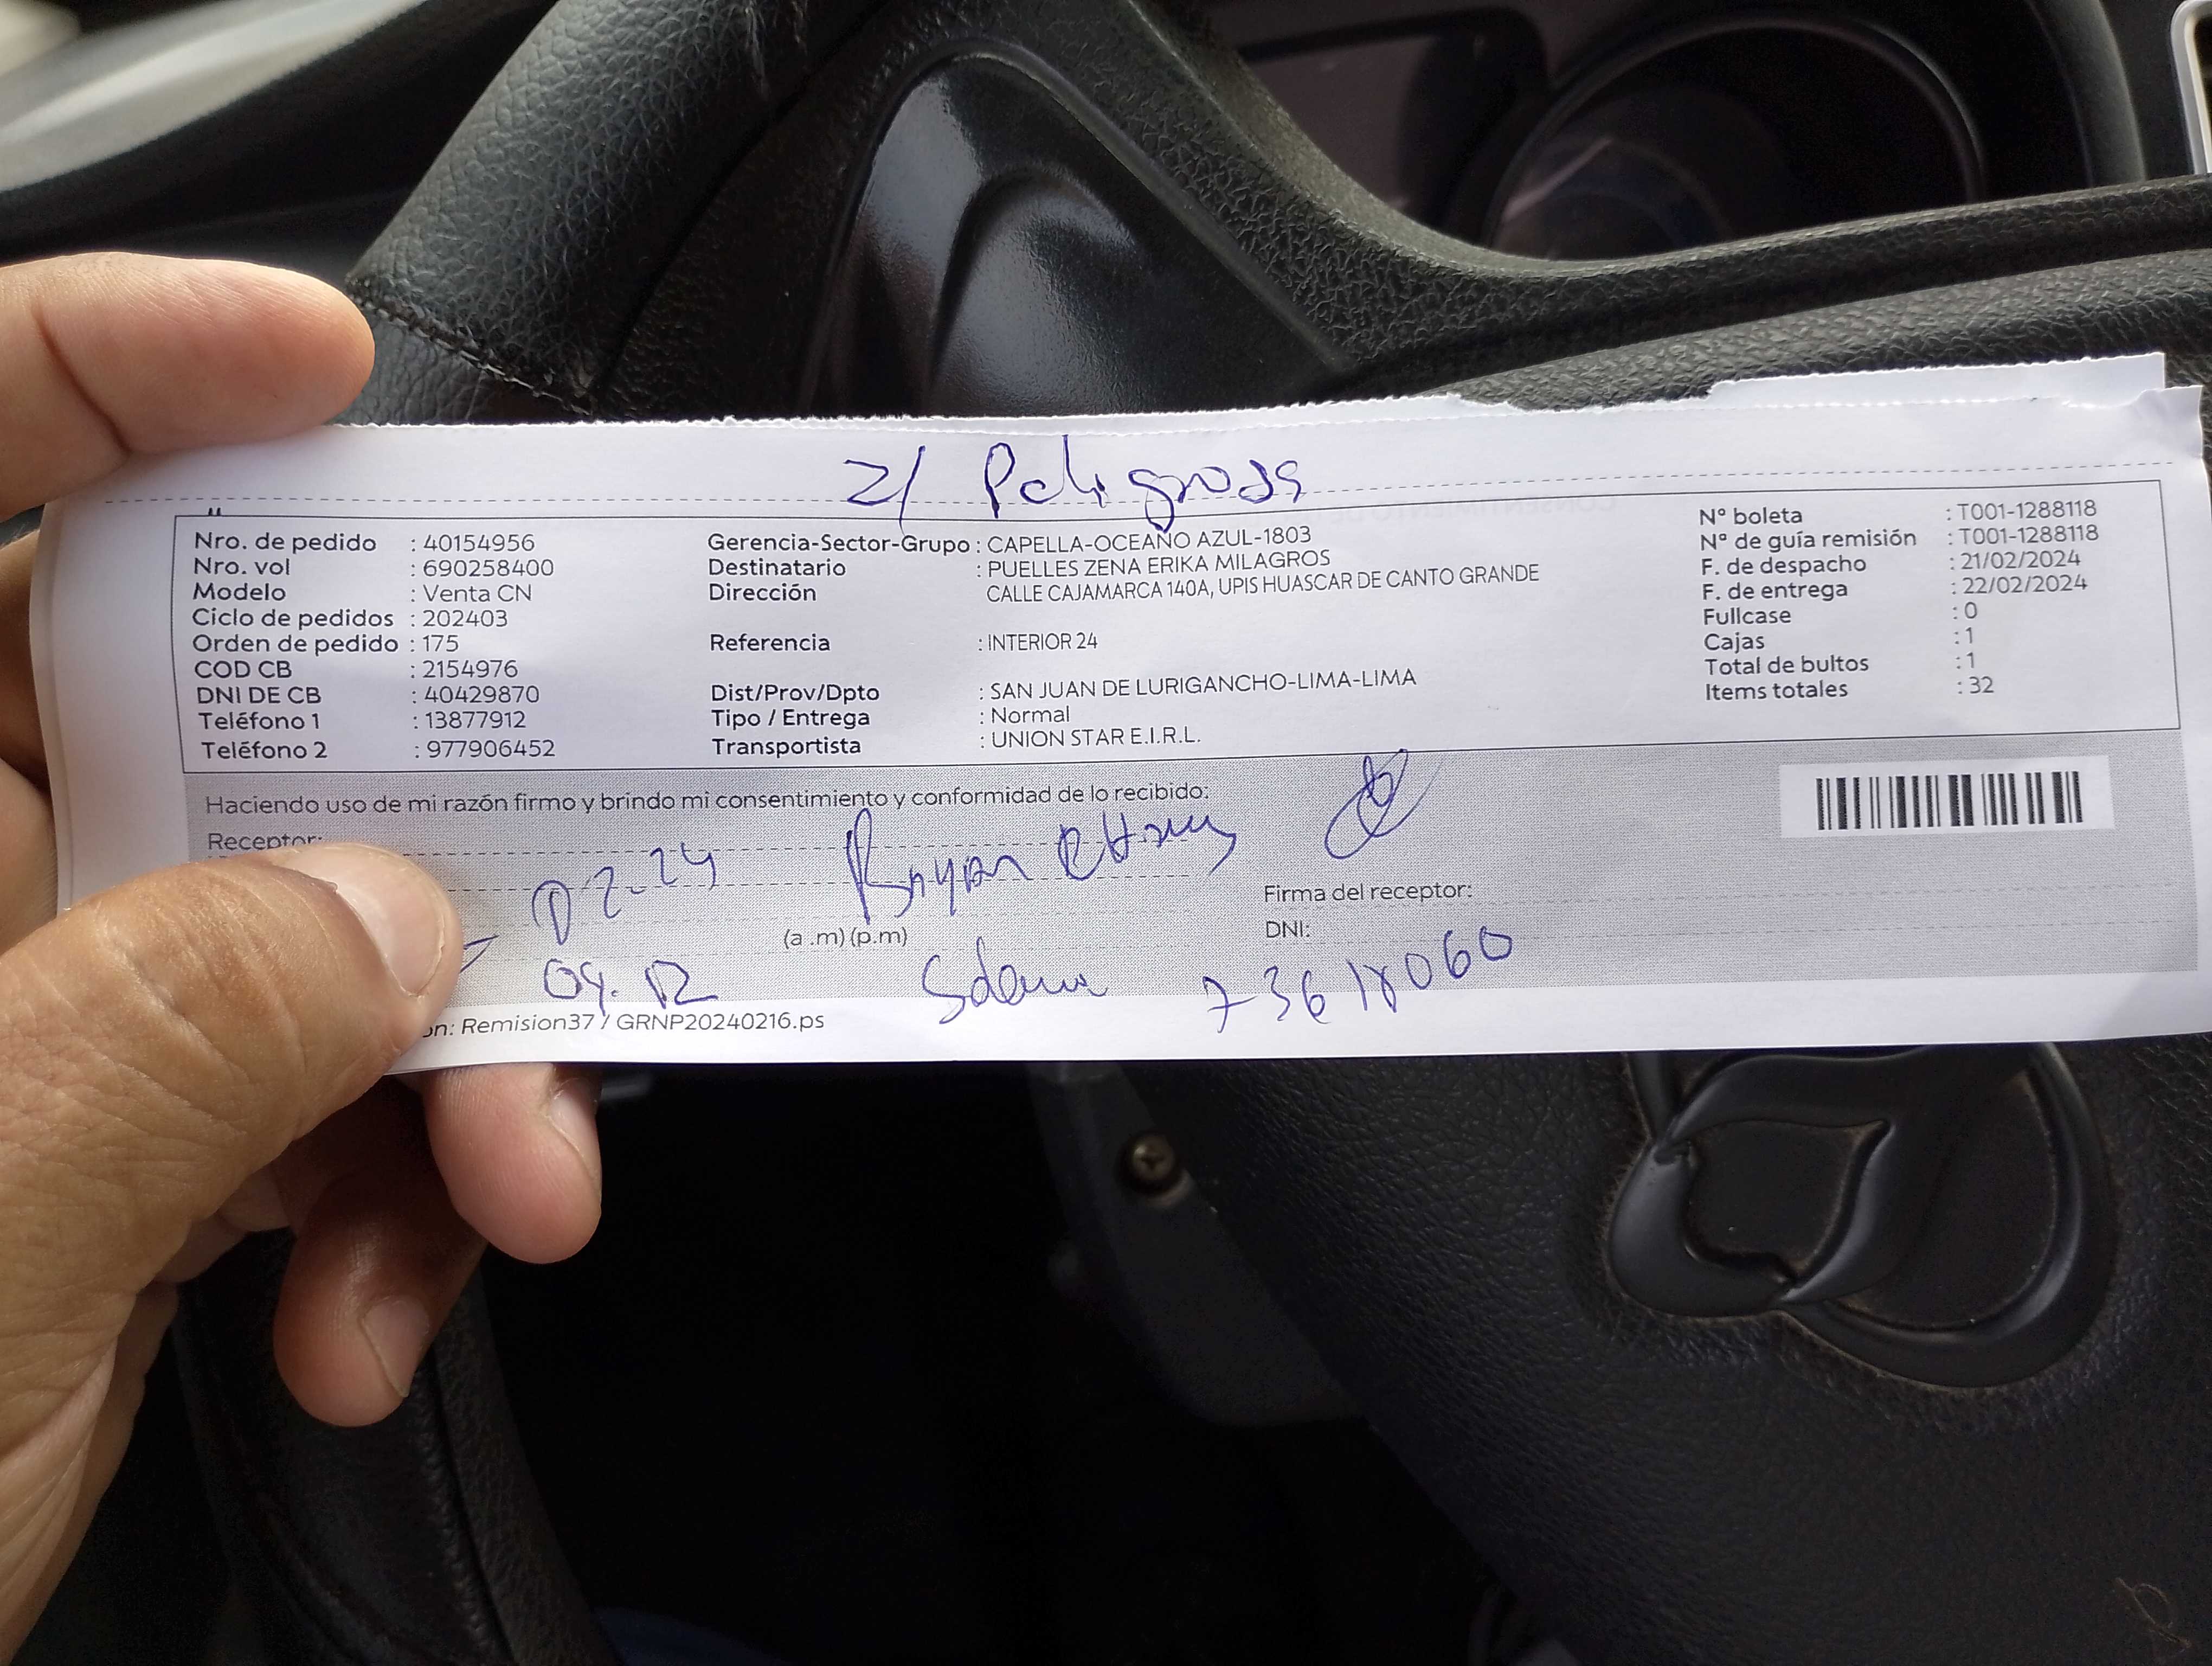 Z/ Peligrosa
Nro. de pedido : 40154956
Nro. vol : 690258400
Modelo : Venta CN
Ciclo de pedidos : 202403
Orden de pedido : 175
COD CB : 2154976
DNI DE CB : 40429870
Teléfono 1 : 13877912
Teléfono 2 : 977906452
Gerencia-Sector-Grupo : CAPELLA-OCEANO AZUL-1803
Destinatario : PUELLES ZENA ERIKA MILAGROS
Dirección CALLE CAJAMARCA 140A, UPIS HUASCAR DE CANTO GRANDE
Referencia : INTERIOR 24
Dist/Prov/Dpto : SAN JUAN DE LURIGANCHO-LIMA-LIMA
Tipo / Entrega : Normal
Transportista : UNION STAR E.I.R.L.
Nº boleta : T001-1288118
Nº de guía remisión : T001-1288118
F. de despacho : 21/02/2024
F. de entrega : 22/02/2024
Fullcase : 0
Cajas : 1
Total de bultos : 1
Items totales : 32
Haciendo uso de mi razón firmo y brindo mi consentimiento y conformidad de lo recibido:
Receptor:
02-24 Brayan
Firma del receptor:
(a .m) (p.m)
DNI:
09.12 73618060
Remision37 / GRNP20240216.ps